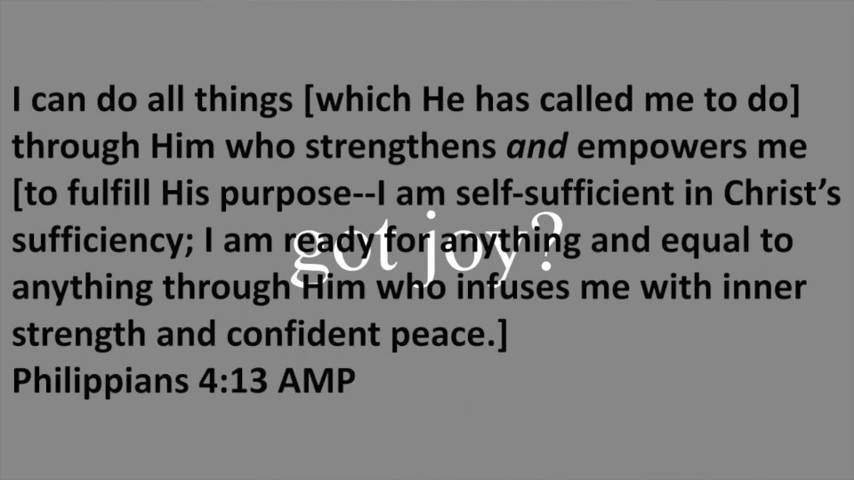 I can do all things [which He has called me to do]
through Him who strengthens and empowers me
[to fulfill His purpose--I am self-sufficient in Christ’s
sufficiency; I am ready for anything and equal to
got joy?
anything through Him who infuses me with inner
strength and confident peace.]
Philippians 4:13 AMP